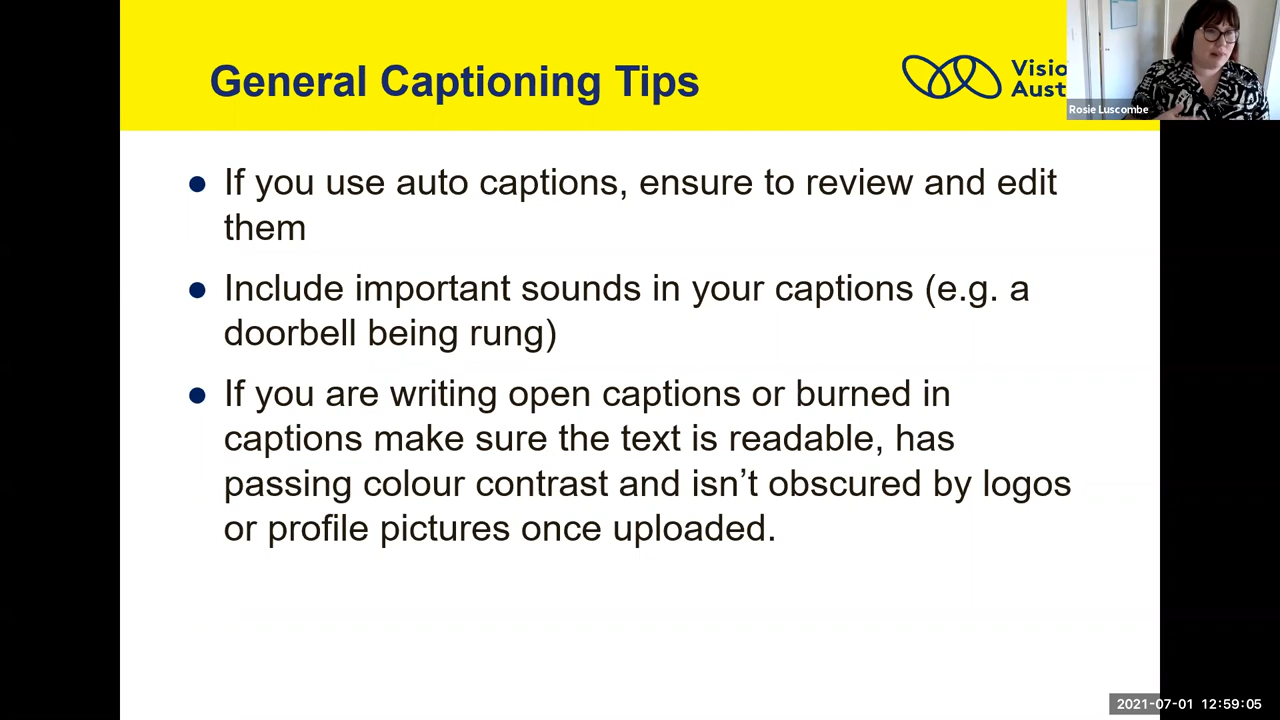 General Captioning Tips
Visio
Aust
Rosie Luscombe
● If you use auto captions, ensure to review and edit
them
● Include important sounds in your captions (e.g. a
doorbell being rung)
● If you are writing open captions or burned in
captions make sure the text is readable, has
passing colour contrast and isn’t obscured by logos
or profile pictures once uploaded.
2021-07-01 12:59:05